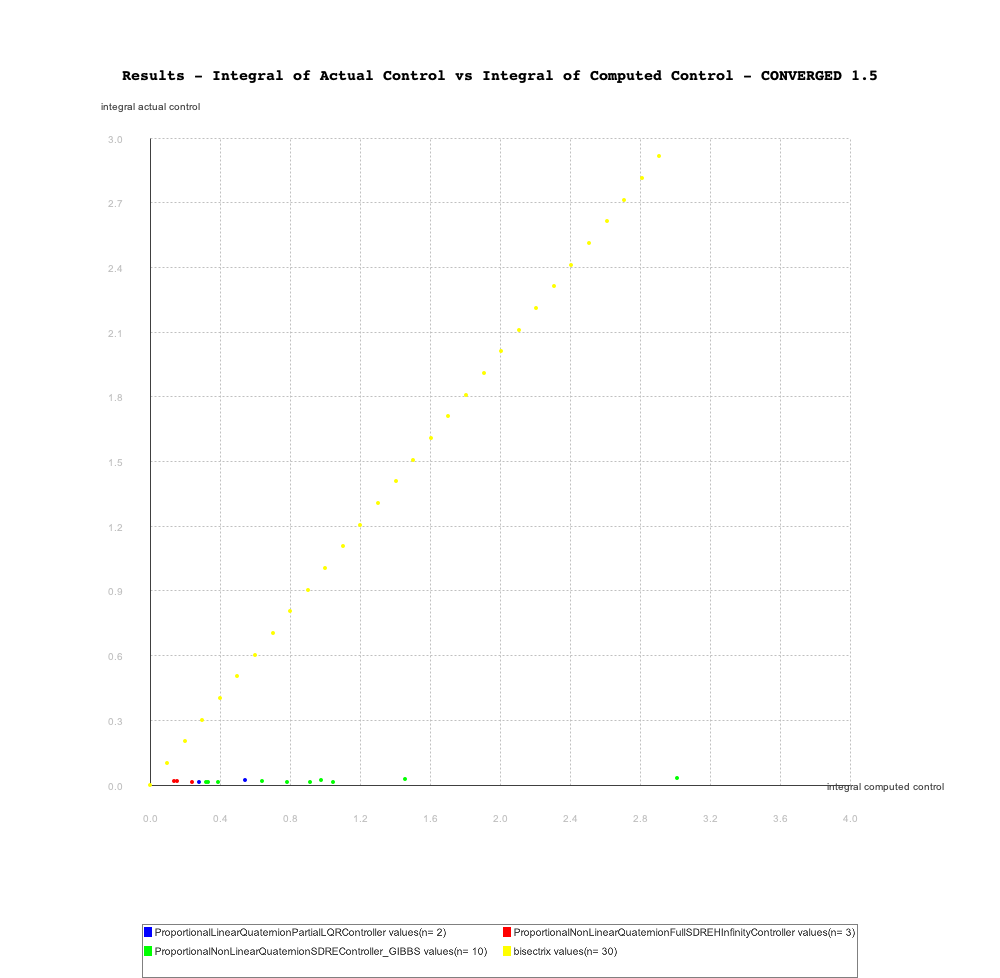 Results - Integral of Actual Control vs Integral of Computed Control - CONVERGED 1.5
integral actual control
3.0
2.7
2.4
2.1
1.8
1.5
1.2
0.9
0.6
0.3
0.0
integral computed control
0.0 0.4 0.8 1.2 1.6 2.0 2.4 2.8 3.2 3.6 4.0
ProportionalLinearQuaternionPartialLQRController values(n= 2) ProportionalNonLinearQuaternionFullSDREHInfinityController values(n= 3)
ProportionalNonLinearQuaternionSDREController_GIBBS values(n= 10) bisectrix values(n= 30)